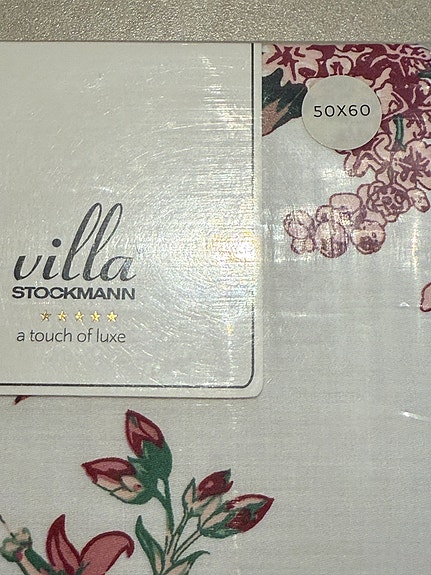 50X60
villa
STOCKMANN
a touch of luxe